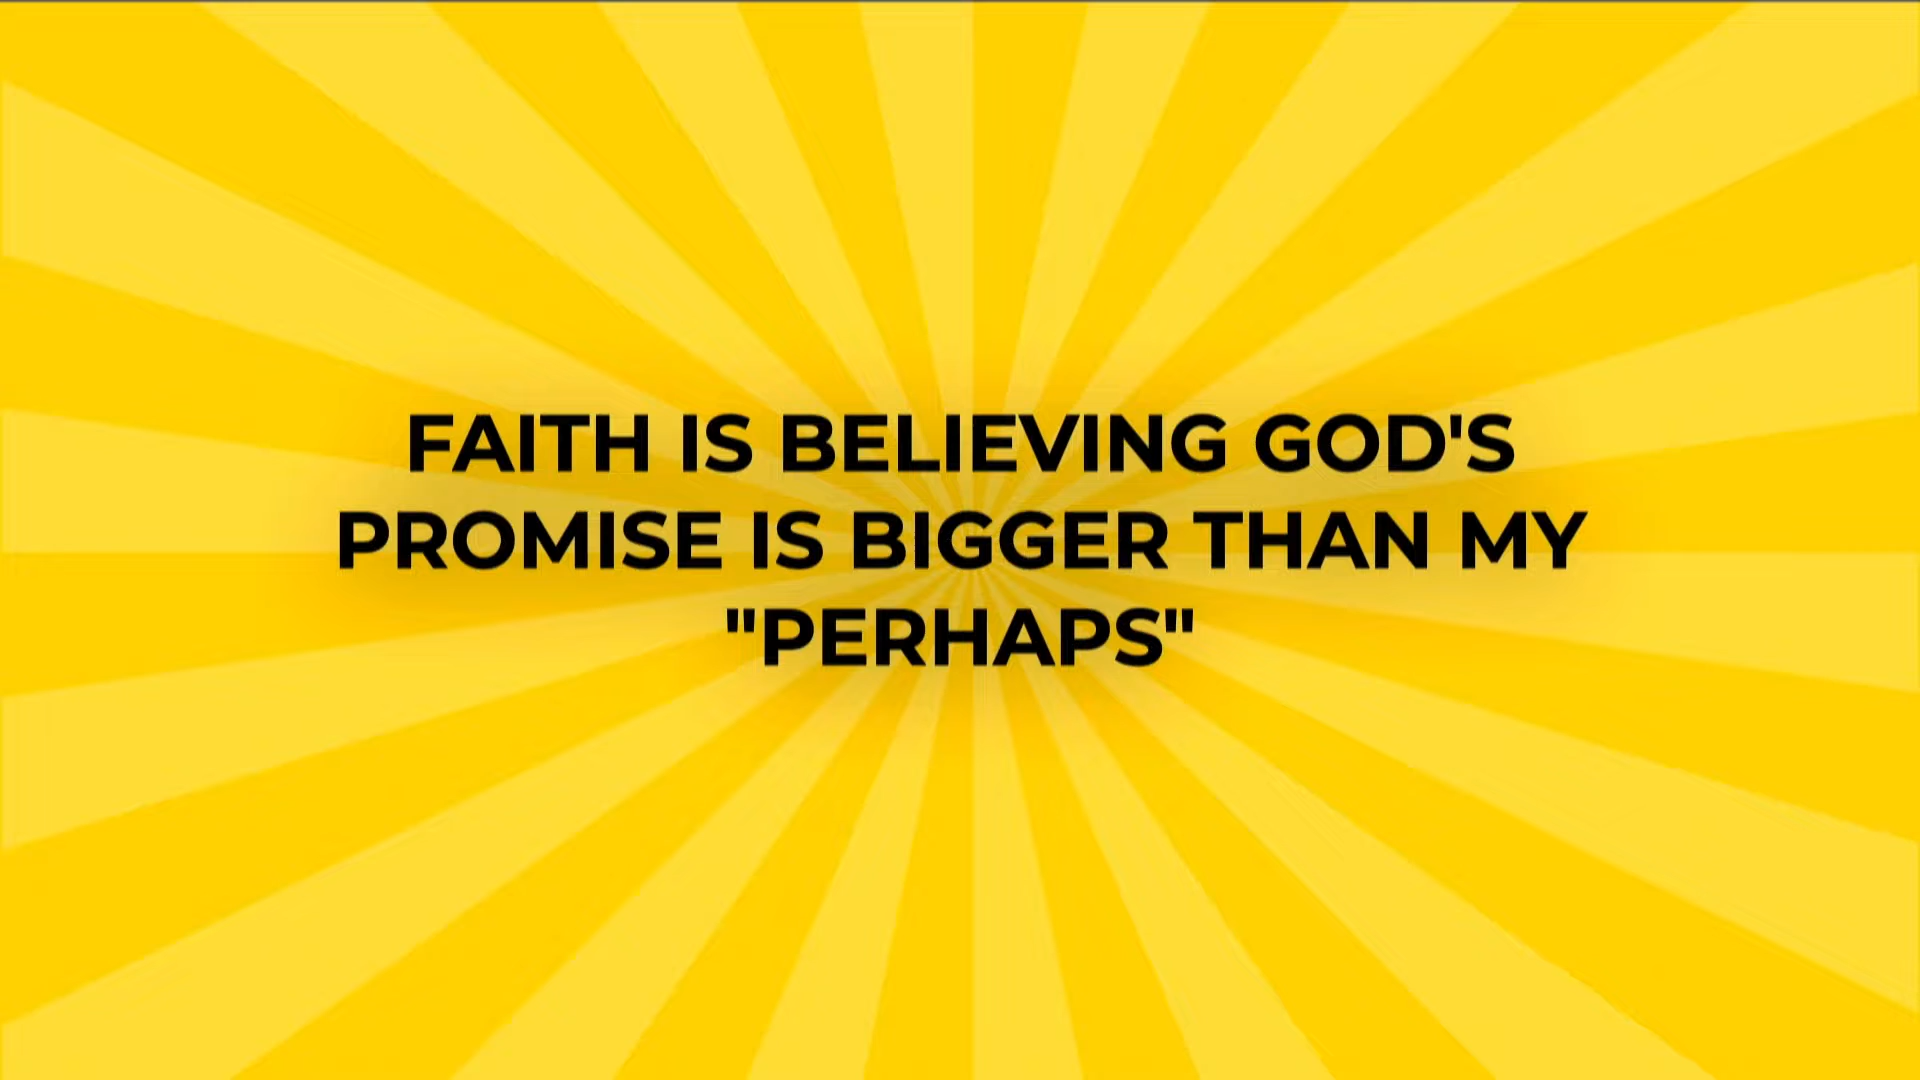 FAITH IS BELIEVING GOD'S
PROMISE IS BIGGER THAN MY
"PERHAPS"